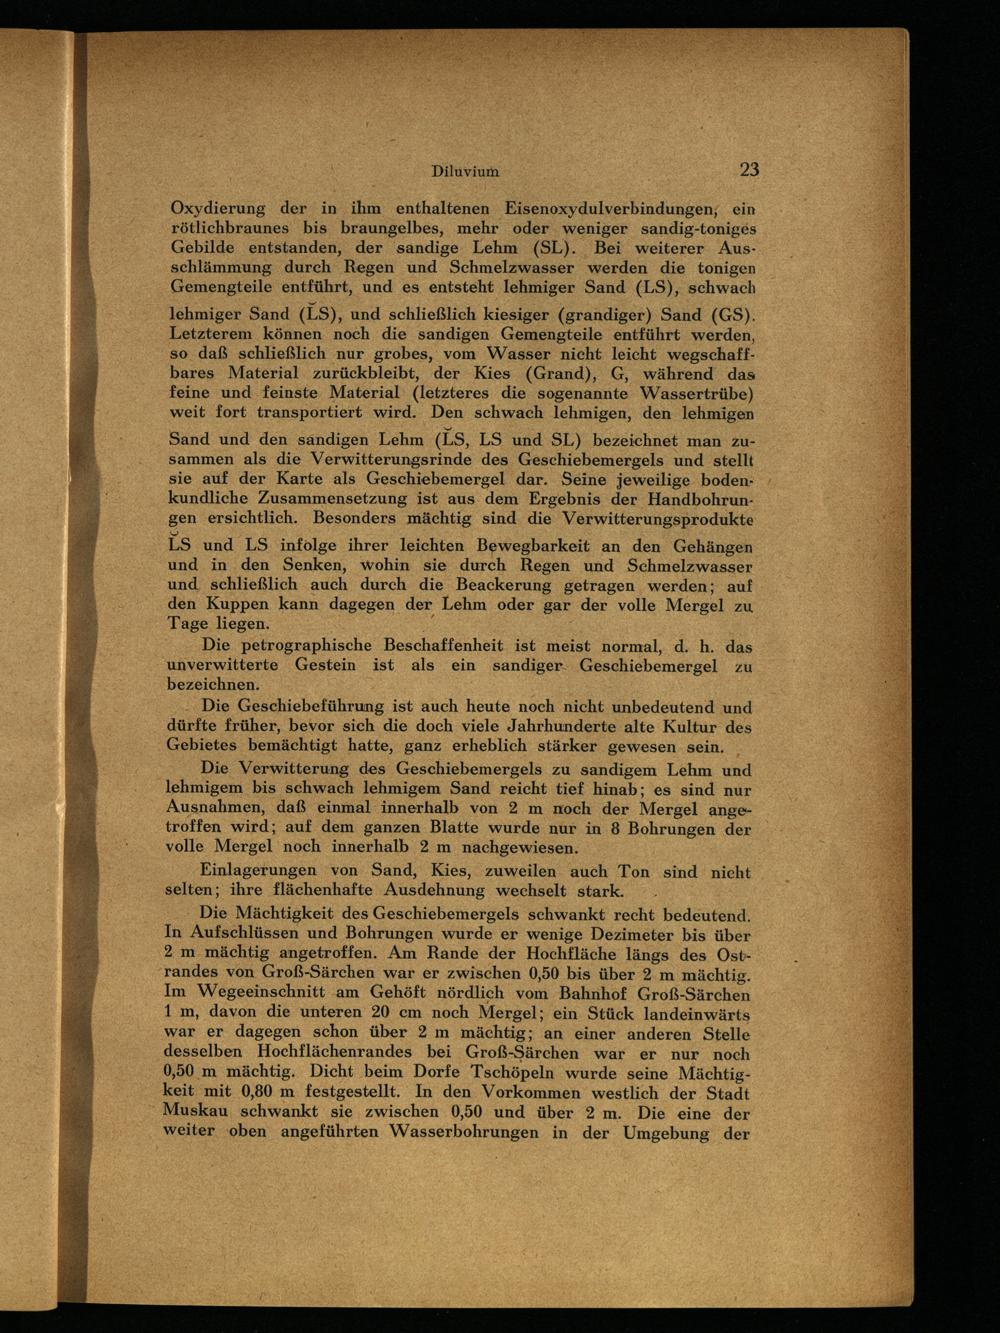 Diluvium 23
Oxydierung der in ihm enthaltenen Eisenoxydulverbindungen, ein
rötlichbraunes bis braungelbes, mehr oder weniger sandig-toniges
Gebilde entstanden, der sandige Lehm (SL). Bei weiterer Aus-
schlämmung durch Regen und Schmelzwasser werden die tonigen
Gemengteile entführt, und es entsteht lehmiger Sand (LS), schwach
lehmiger Sand (L̆S), und schließlich kiesiger (grandiger) Sand (GS).
Letzterem können noch die sandigen Gemengteile entführt werden,
so daß schließlich nur grobes, vom Wasser nicht leicht wegschaff-
bares Material zurückbleibt, der Kies (Grand), G, während das
feine und feinste Material (letzteres die sogenannte Wassertrübe)
weit fort transportiert wird. Den schwach lehmigen, den lehmigen
Sand und den sandigen Lehm (L̆S, LS und SL) bezeichnet man zu-
sammen als die Verwitterungsrinde des Geschiebemergels und stellt
sie auf der Karte als Geschiebemergel dar. Seine jeweilige boden-
kundliche Zusammensetzung ist aus dem Ergebnis der Handbohrun-
gen ersichtlich. Besonders mächtig sind die Verwitterungsprodukte
L̆S und LS infolge ihrer leichten Bewegbarkeit an den Gehängen
und in den Senken, wohin sie durch Regen und Schmelzwasser
und schließlich auch durch die Beackerung getragen werden; auf
den Kuppen kann dagegen der Lehm oder gar der volle Mergel zu
Tage liegen.
Die petrographische Beschaffenheit ist meist normal, d. h. das
unverwitterte Gestein ist als ein sandiger Geschiebemergel zu
bezeichnen.
Die Geschiebeführung ist auch heute noch nicht unbedeutend und
dürfte früher, bevor sich die doch viele Jahrhunderte alte Kultur des
Gebietes bemächtigt hatte, ganz erheblich stärker gewesen sein.
Die Verwitterung des Geschiebemergels zu sandigem Lehm und
lehmigem bis schwach lehmigem Sand reicht tief hinab; es sind nur
Ausnahmen, daß einmal innerhalb von 2 m noch der Mergel ange-
troffen wird; auf dem ganzen Blatte wurde nur in 8 Bohrungen der
volle Mergel noch innerhalb 2 m nachgewiesen.
Einlagerungen von Sand, Kies, zuweilen auch Ton sind nicht
selten; ihre flächenhafte Ausdehnung wechselt stark.
Die Mächtigkeit des Geschiebemergels schwankt recht bedeutend.
In Aufschlüssen und Bohrungen wurde er wenige Dezimeter bis über
2 m mächtig angetroffen. Am Rande der Hochfläche längs des Ost-
randes von Groß-Särchen war er zwischen 0,50 bis über 2 m mächtig.
Im Wegeeinschnitt am Gehöft nördlich vom Bahnhof Groß-Särchen
1 m, davon die unteren 20 cm noch Mergel; ein Stück landeinwärts
war er dagegen schon über 2 m mächtig; an einer anderen Stelle
desselben Hochflächenrandes bei Groß-Särchen war er nur noch
0,50 m mächtig. Dicht beim Dorfe Tschöpeln wurde seine Mächtig-
keit mit 0,80 m festgestellt. In den Vorkommen westlich der Stadt
Muskau schwankt sie zwischen 0,50 und über 2 m. Die eine der
weiter oben angeführten Wasserbohrungen in der Umgebung der